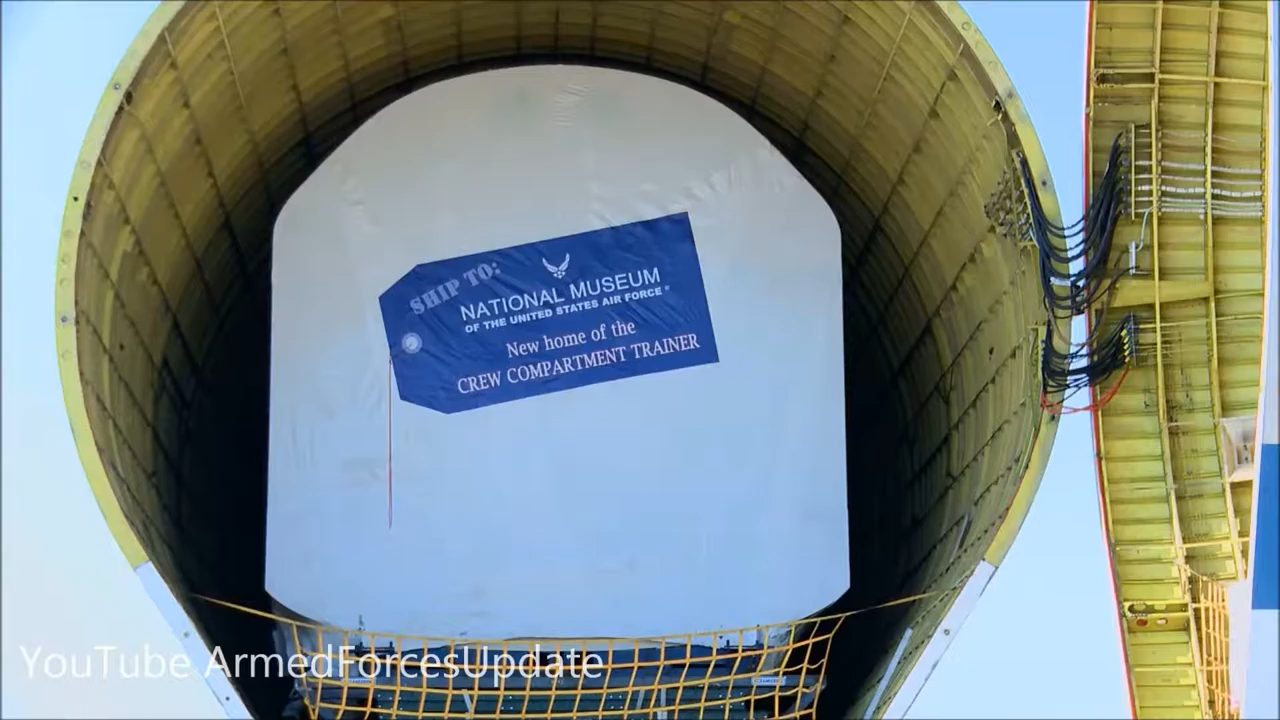 SHIP TO:
NATIONAL MUSEUM
OF THE UNITED STATES AIR FORCE
New home of the
CREW COMPARTMENT TRAINER
YouTube ArmedForcesUpdate